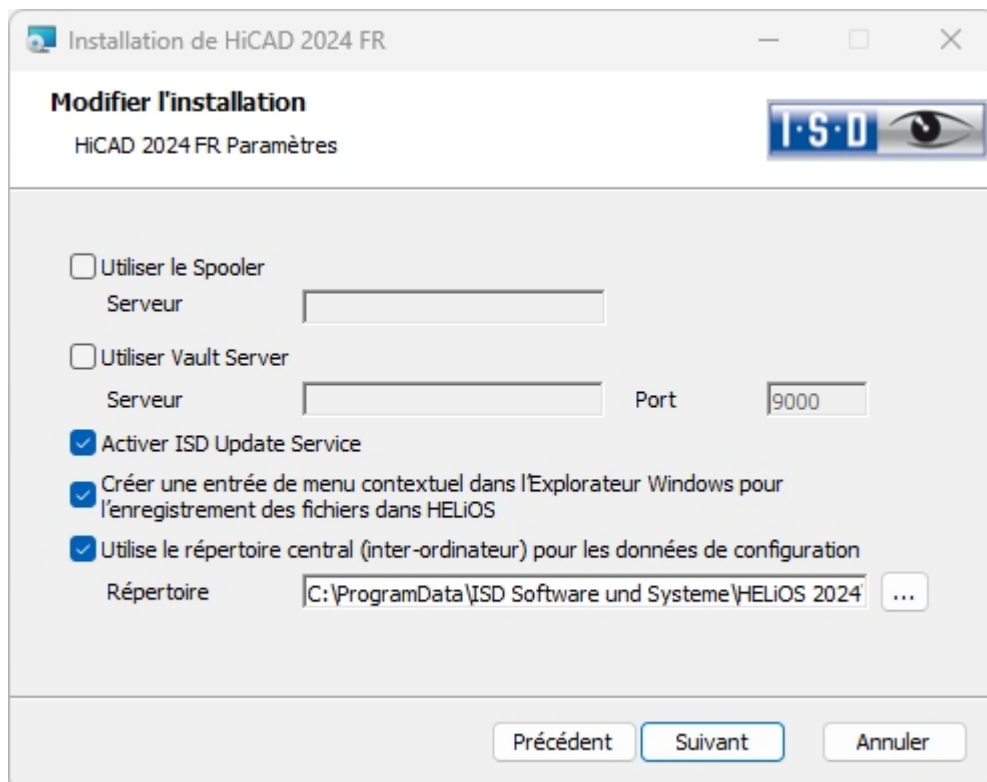 Installation de HiCAD 2024 FR
Modifier l'installation
HiCAD 2024 FR Paramètres
I·S·D
Utiliser le Spooler
Serveur
Utiliser Vault Server
Serveur
Port
9000
Activer ISD Update Service
Créer une entrée de menu contextuel dans l'Explorateur Windows pour
l'enregistrement des fichiers dans HELiOS
Utilise le répertoire central (inter-ordinateur) pour les données de configuration
Répertoire
C:\ProgramData\ISD Software und Systeme\HELiOS 2024\
...
Précédent
Suivant
Annuler